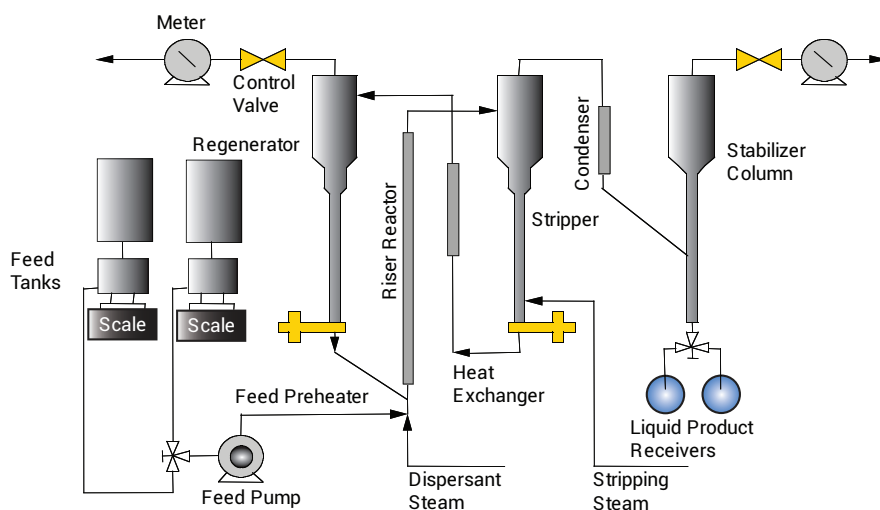 Meter
Control
Valve
Regenerator
Feed
Tanks
Scale
Scale
Riser Reactor
Condenser
Stripper
Stabilizer
Column
Heat
Exchanger
Feed Preheater
Feed Pump
Dispersant
Steam
Stripping
Steam
Liquid Product
Receivers